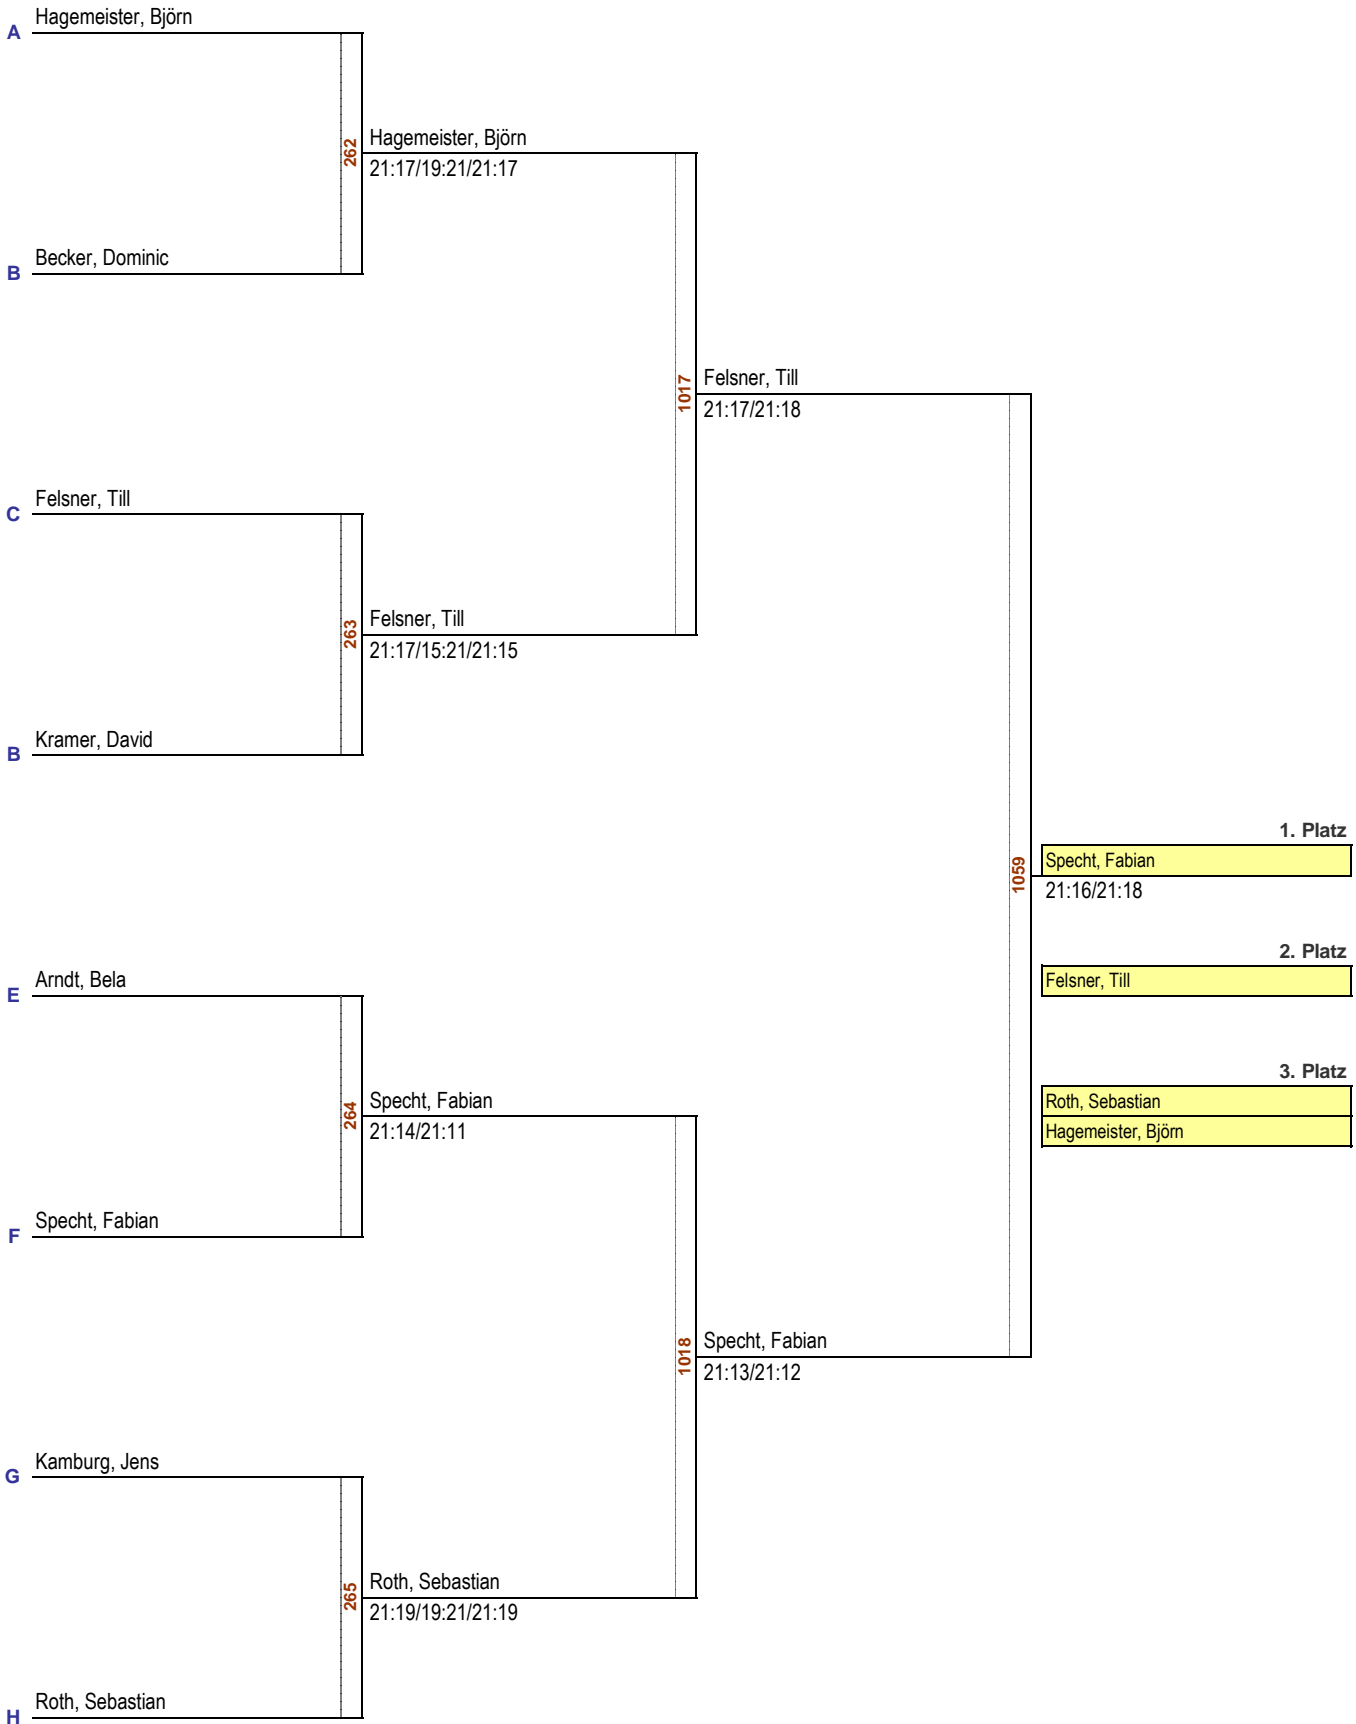 Hagemeister, Björn
A
262
Hagemeister, Björn
21:17/19:21/21:17
Becker, Dominic
B
1017
Felsner, Till
21:17/21:18
Felsner, Till
C
263
Felsner, Till
21:17/15:21/21:15
Kramer, David
B
1059
1. Platz
Specht, Fabian
21:16/21:18
2. Platz
Felsner, Till
3. Platz
Roth, Sebastian
Hagemeister, Björn
Arndt, Bela
E
264
Specht, Fabian
21:14/21:11
Specht, Fabian
F
1018
Specht, Fabian
21:13/21:12
Kamburg, Jens
G
265
Roth, Sebastian
21:19/19:21/21:19
Roth, Sebastian
H